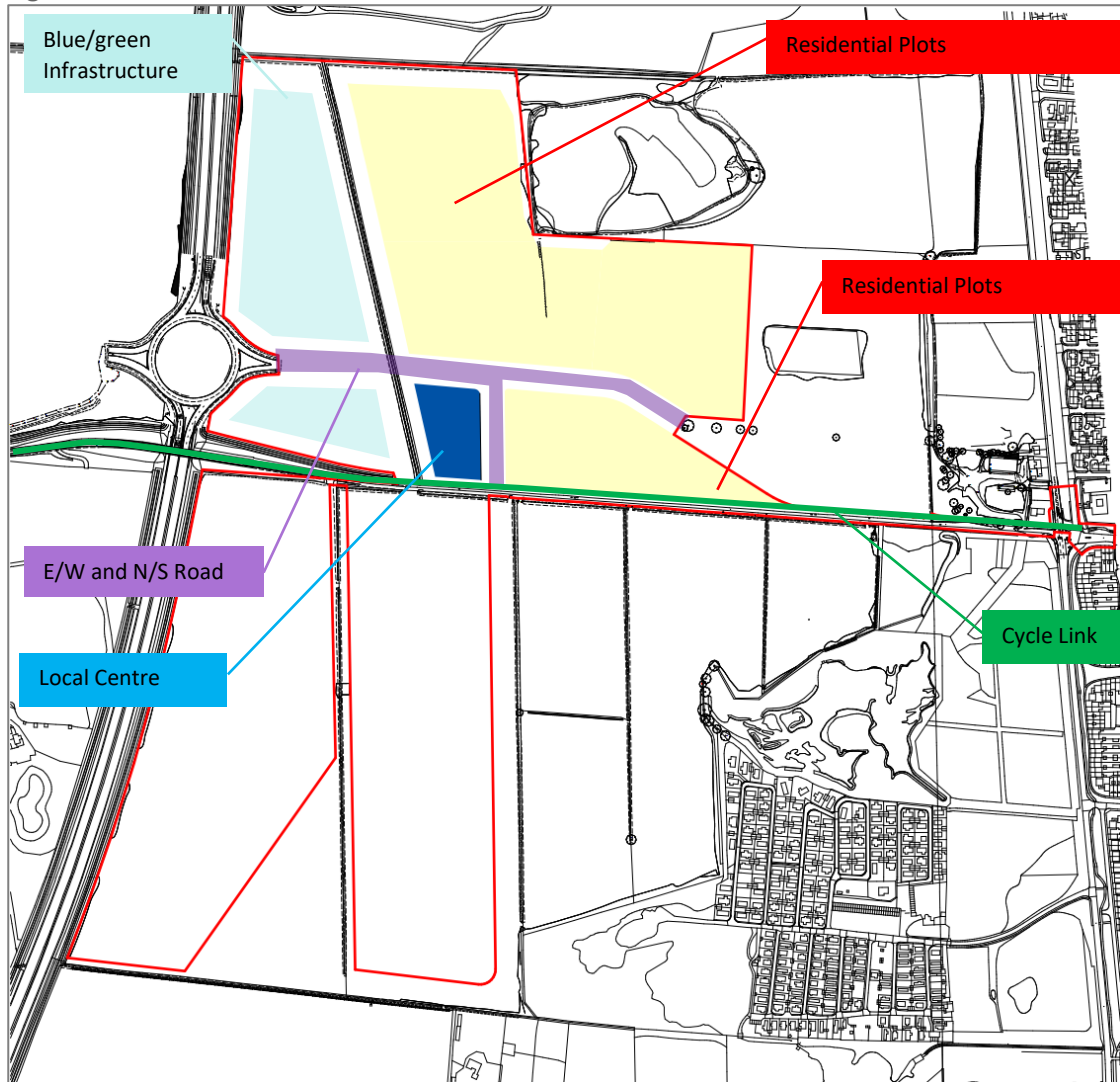 Blue/green
Infrastructure
Residential Plots
Residential Plots
E/W and N/S Road
Cycle Link
Local Centre